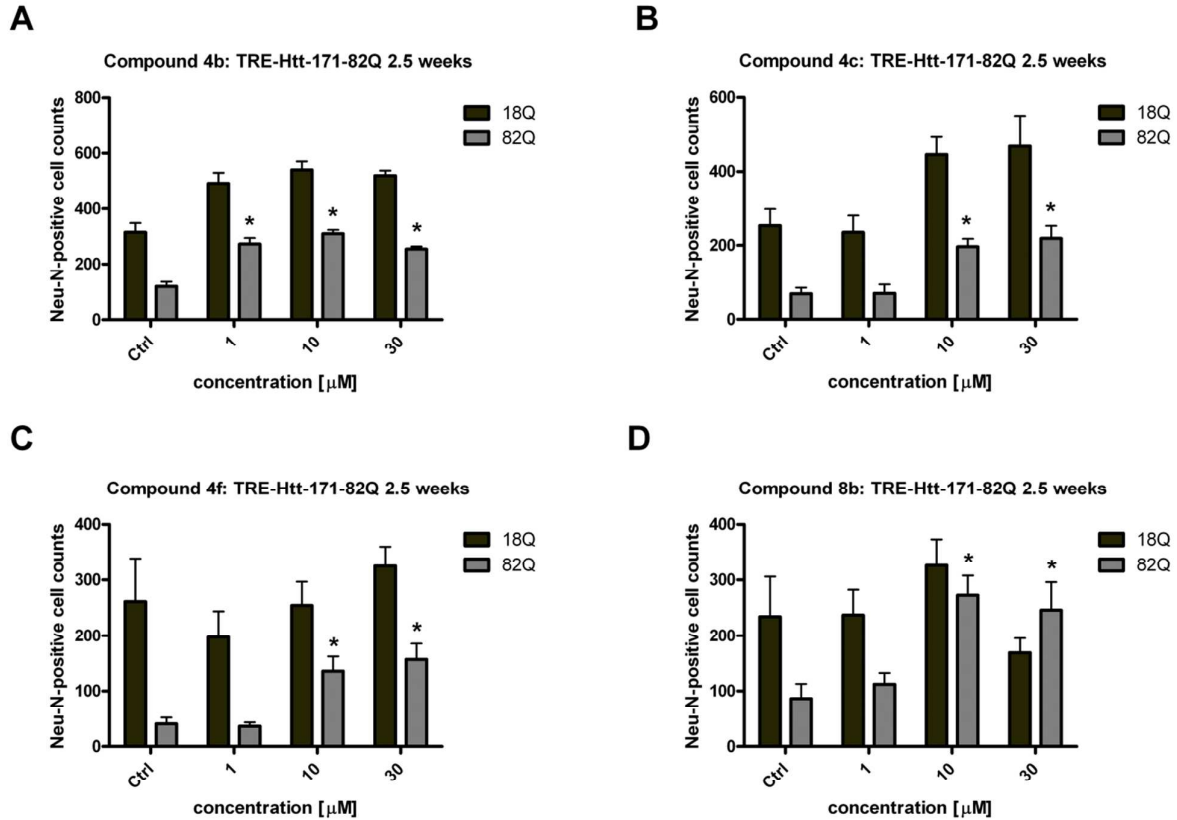 A
Compound 4b: TRE-Htt-171-82Q 2.5 weeks
Neu-N-positive cell counts
800
600
400
200
0
* * *
Ctrl 1 10 30
concentration [µM]
18Q
82Q
B
Compound 4c: TRE-Htt-171-82Q 2.5 weeks
Neu-N-positive cell counts
600
400
200
0
* *
Ctrl 1 10 30
concentration [µM]
18Q
82Q
C
Compound 4f: TRE-Htt-171-82Q 2.5 weeks
Neu-N-positive cell counts
400
300
200
100
0
* *
Ctrl 1 10 30
concentration [µM]
18Q
82Q
D
Compound 8b: TRE-Htt-171-82Q 2.5 weeks
Neu-N-positive cell counts
400
300
200
100
0
* *
Ctrl 1 10 30
concentration [µM]
18Q
82Q